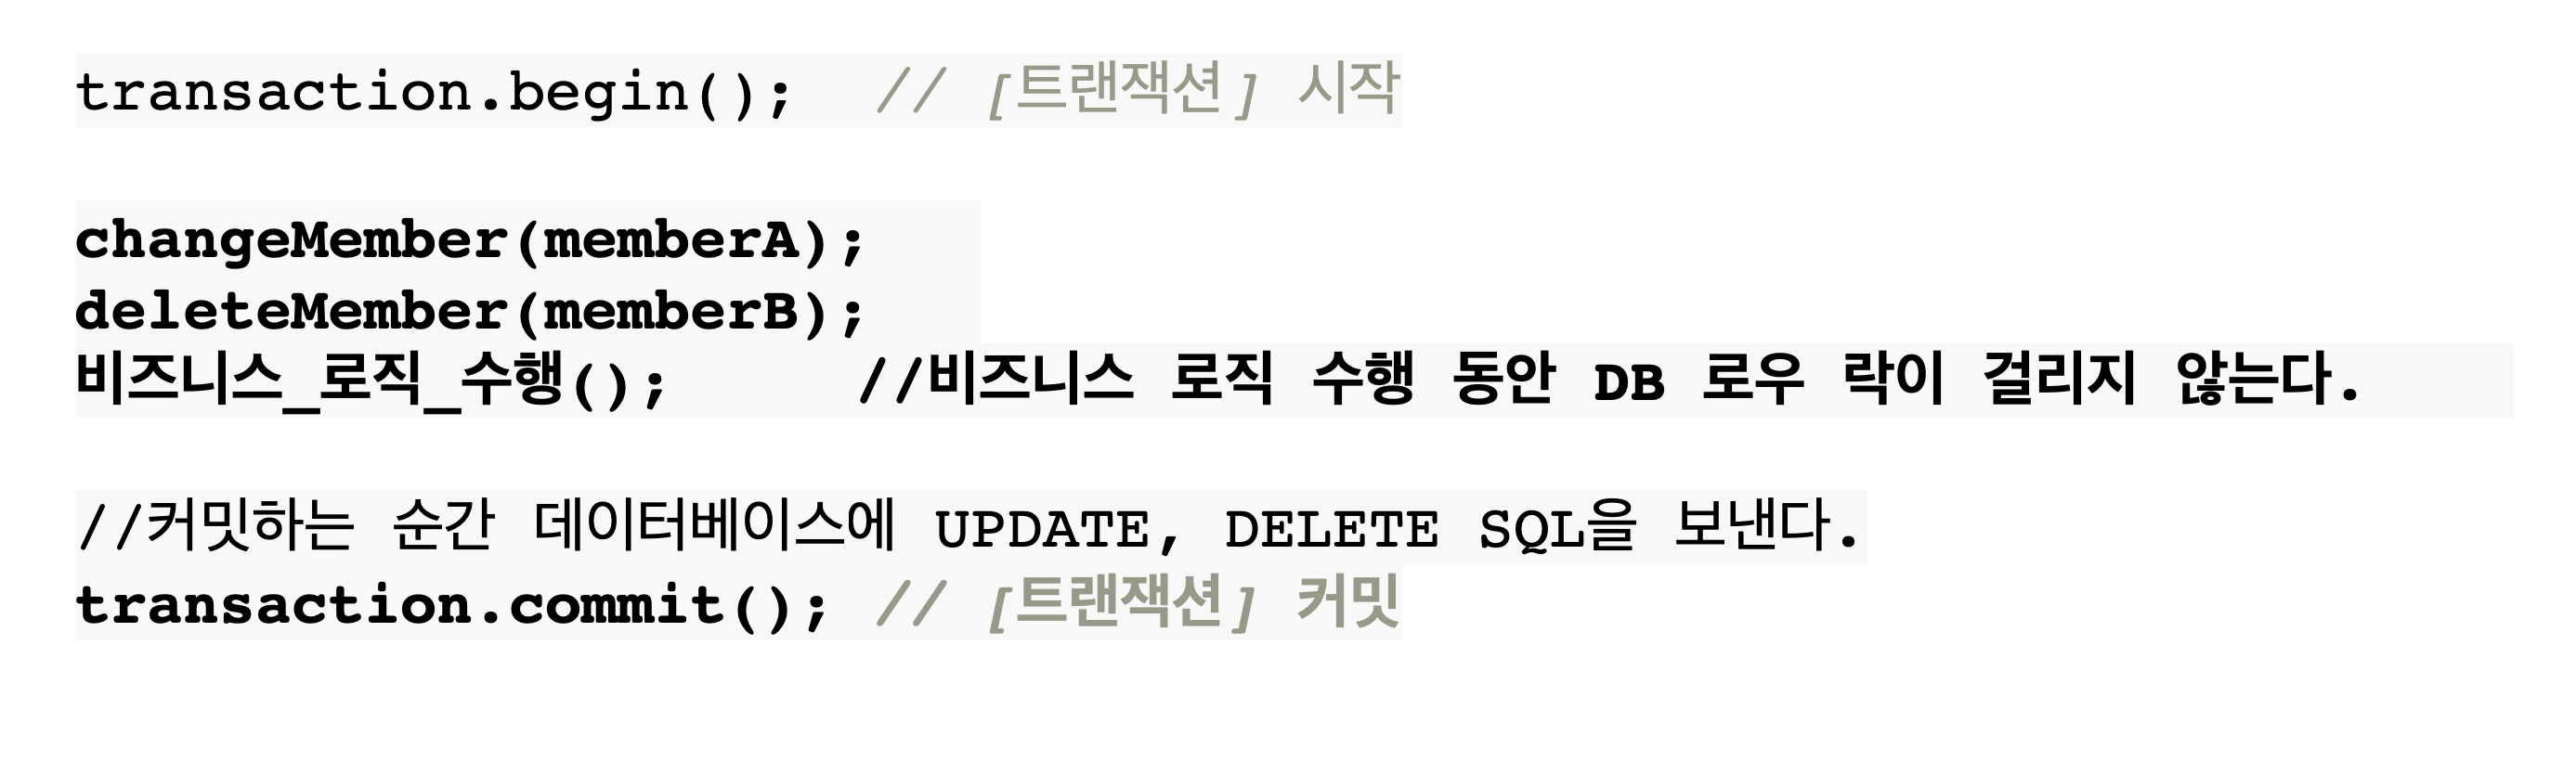 transaction.begin();  // [트랜잭션] 시작
changeMember(memberA);
deleteMember(memberB);
비즈니스_로직_수행();     //비즈니스 로직 수행 동안 DB 로우 락이 걸리지 않는다.
//커밋하는 순간 데이터베이스에 UPDATE, DELETE SQL을 보낸다.
transaction.commit(); // [트랜잭션] 커밋